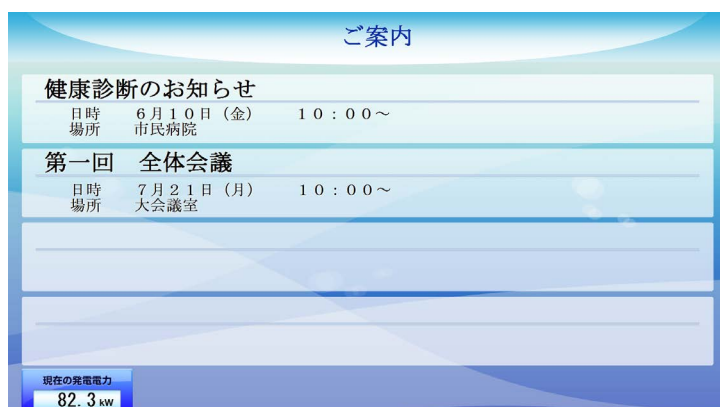 ご案内
健康診断のお知らせ
日時　６月１０日（金）　１０：００～
場所　市民病院
第一回　全体会議
日時　７月２１日（月）　１０：００～
場所　大会議室
現在の発電電力
82.3 kW